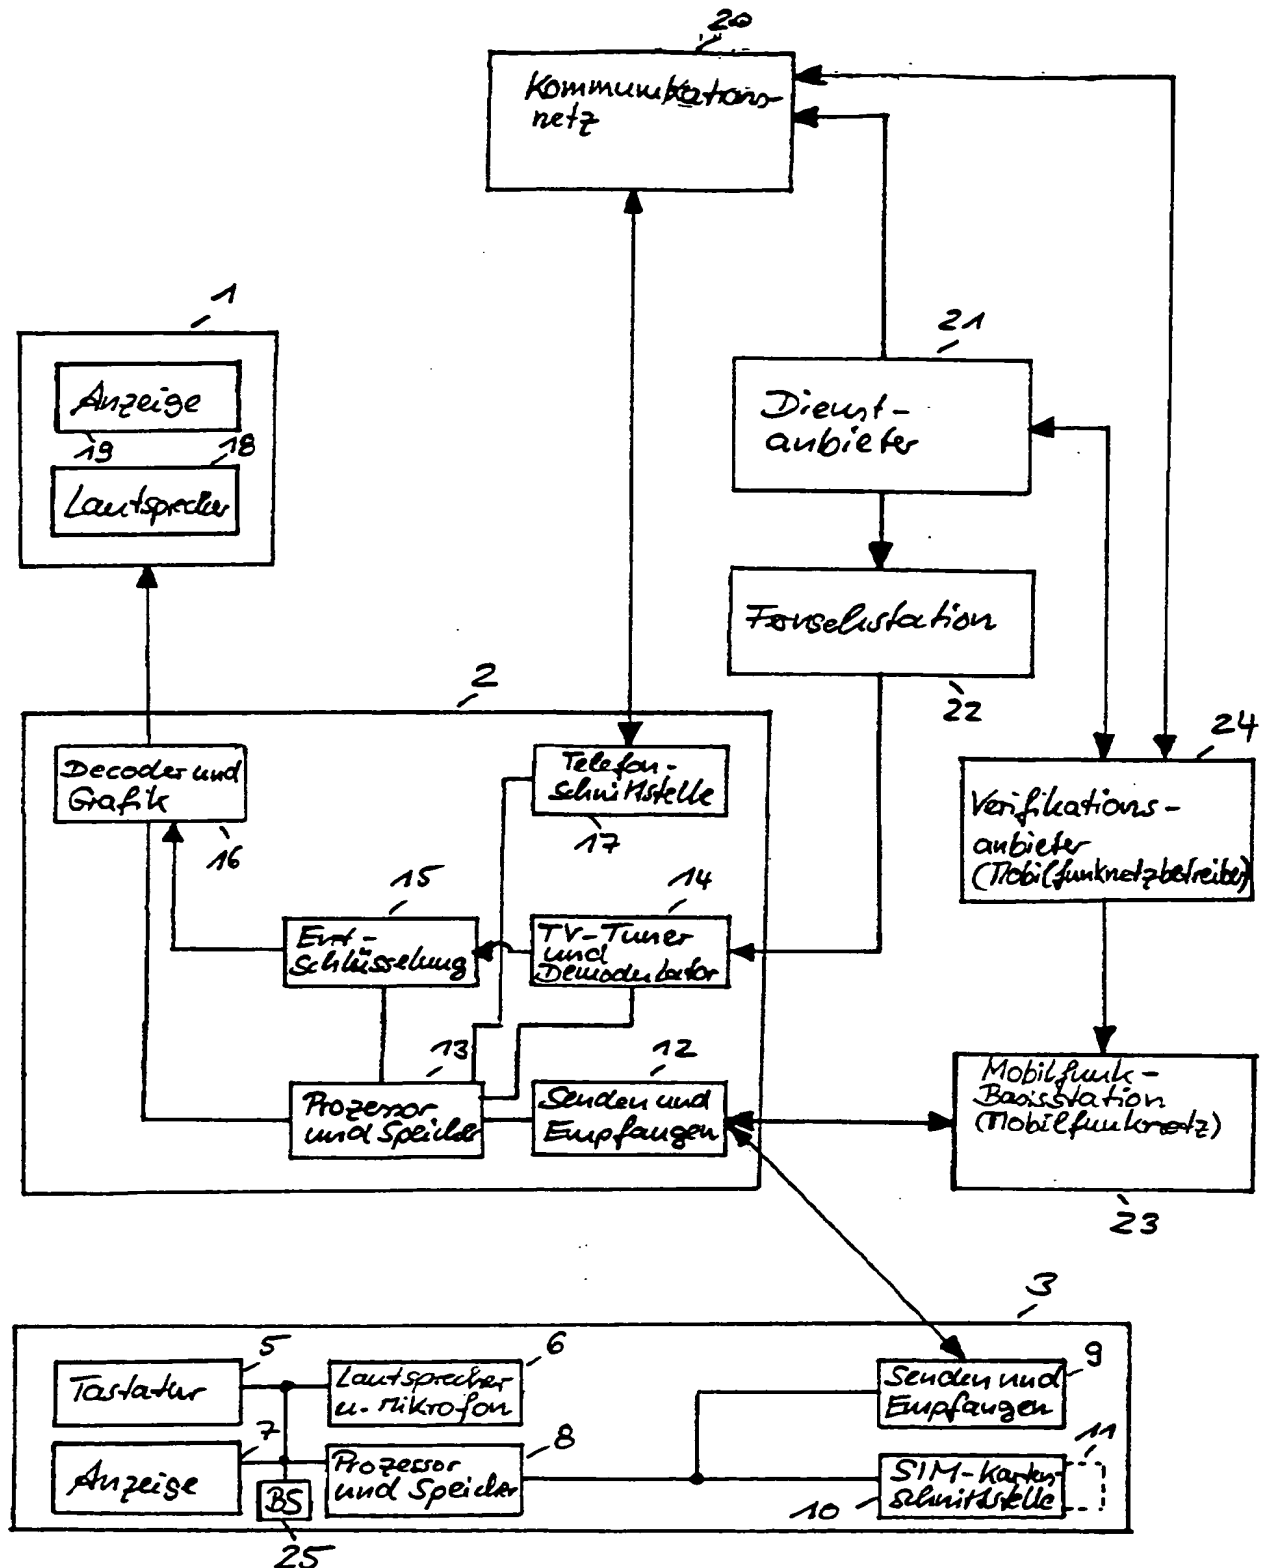 20
Kommunikations-
netz
1
21
Anzeige
19
18
Lautsprecher
Dienst-
anbieter
Fernsehstation
22
2
24
Decoder und
Grafik
16
Telefon-
schnittstelle
17
Verifikations-
anbieter
(Mobilfunknetzbetreiber)
15
14
Ent-
schlüsselung
TV-Tuner
und
Demodulator
13
12
Prozessor
und Speicher
Senden und
Empfangen
Mobilfunk-
Basisstation
(Mobilfunknetz)
23
3
5
6
9
Tastatur
Lautsprecher
u. Mikrofon
Senden und
Empfangen
7
8
11
Anzeige
BS
Prozessor
und Speicher
10
SIM-Karten-
schnittstelle
25